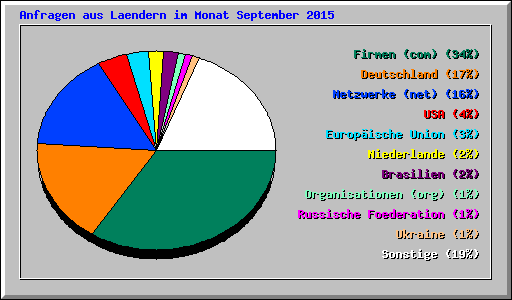 Anfragen aus Laendern im Monat September 2015
Firmen (com) (34%)
Deutschland (17%)
Netzwerke (net) (16%)
USA (4%)
Europäische Union (3%)
Niederlande (2%)
Brasilien (2%)
Organisationen (org) (1%)
Russische Foederation (1%)
Ukraine (1%)
Sonstige (19%)